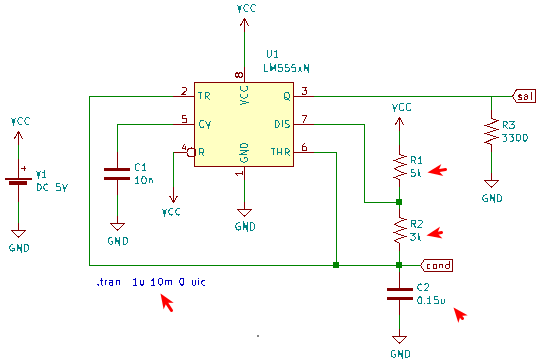 VCC
U1
LM555xN
8
VCC
2
TR
Q
3
sal
5
CV
DIS
7
4
R
THR
6
GND
1
VCC
V1
DC 5V
GND
C1
10n
GND
VCC
GND
VCC
R1
5k
R2
3k
R3
3300
GND
cond
.tran 1u 10m 0 uic
C2
0.15u
GND